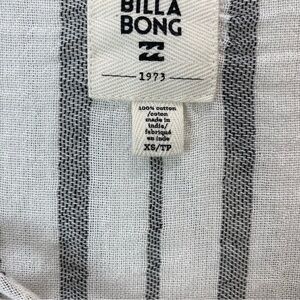 BILLA
BONG
1973
100% cotton
/coton
made in
india/
fabriqué
en inde
XS/TP